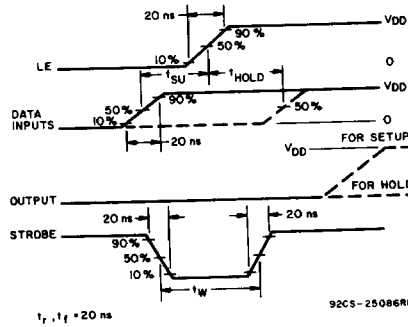 20 ns
VDD
90%
50%
10%
LE
0
tSU
tHOLD
VDD
50%
90%
50%
DATA
INPUTS
10%
0
20 ns
VDD
FOR SETUP
FOR HOLD
OUTPUT
20 ns
20 ns
STROBE
90%
50%
10%
tW
tr, tf = 20 ns